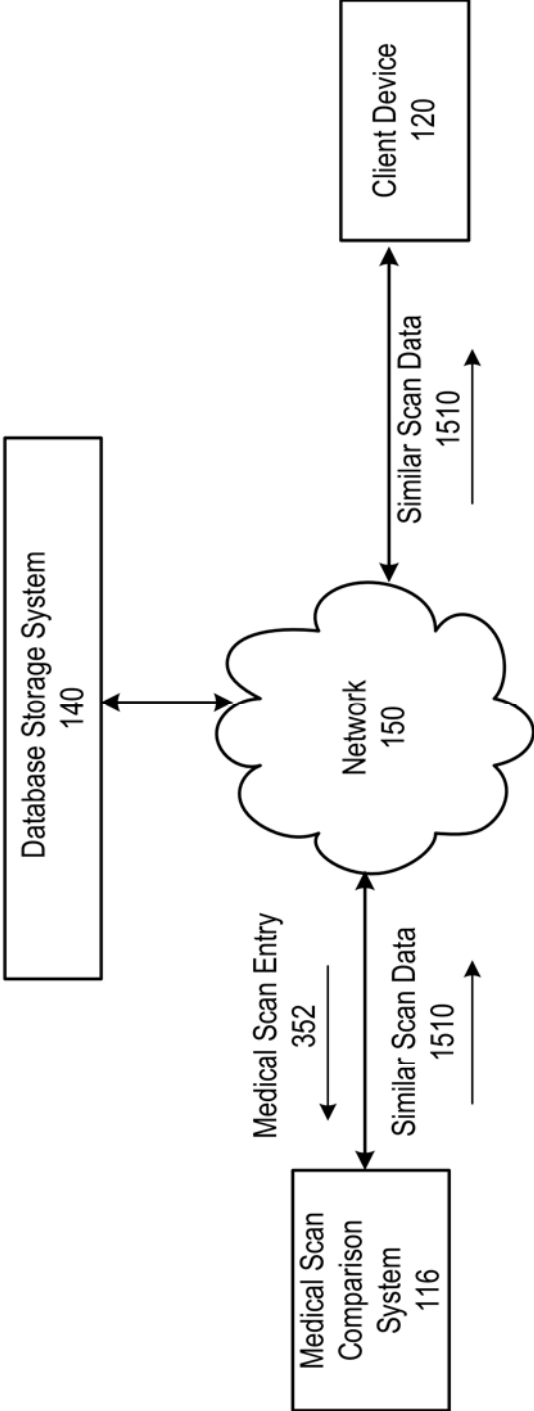 Database Storage System
140
Medical Scan Entry
352
Medical Scan
Comparison
System
116
Similar Scan Data
1510
Network
150
Similar Scan Data
1510
Client Device
120